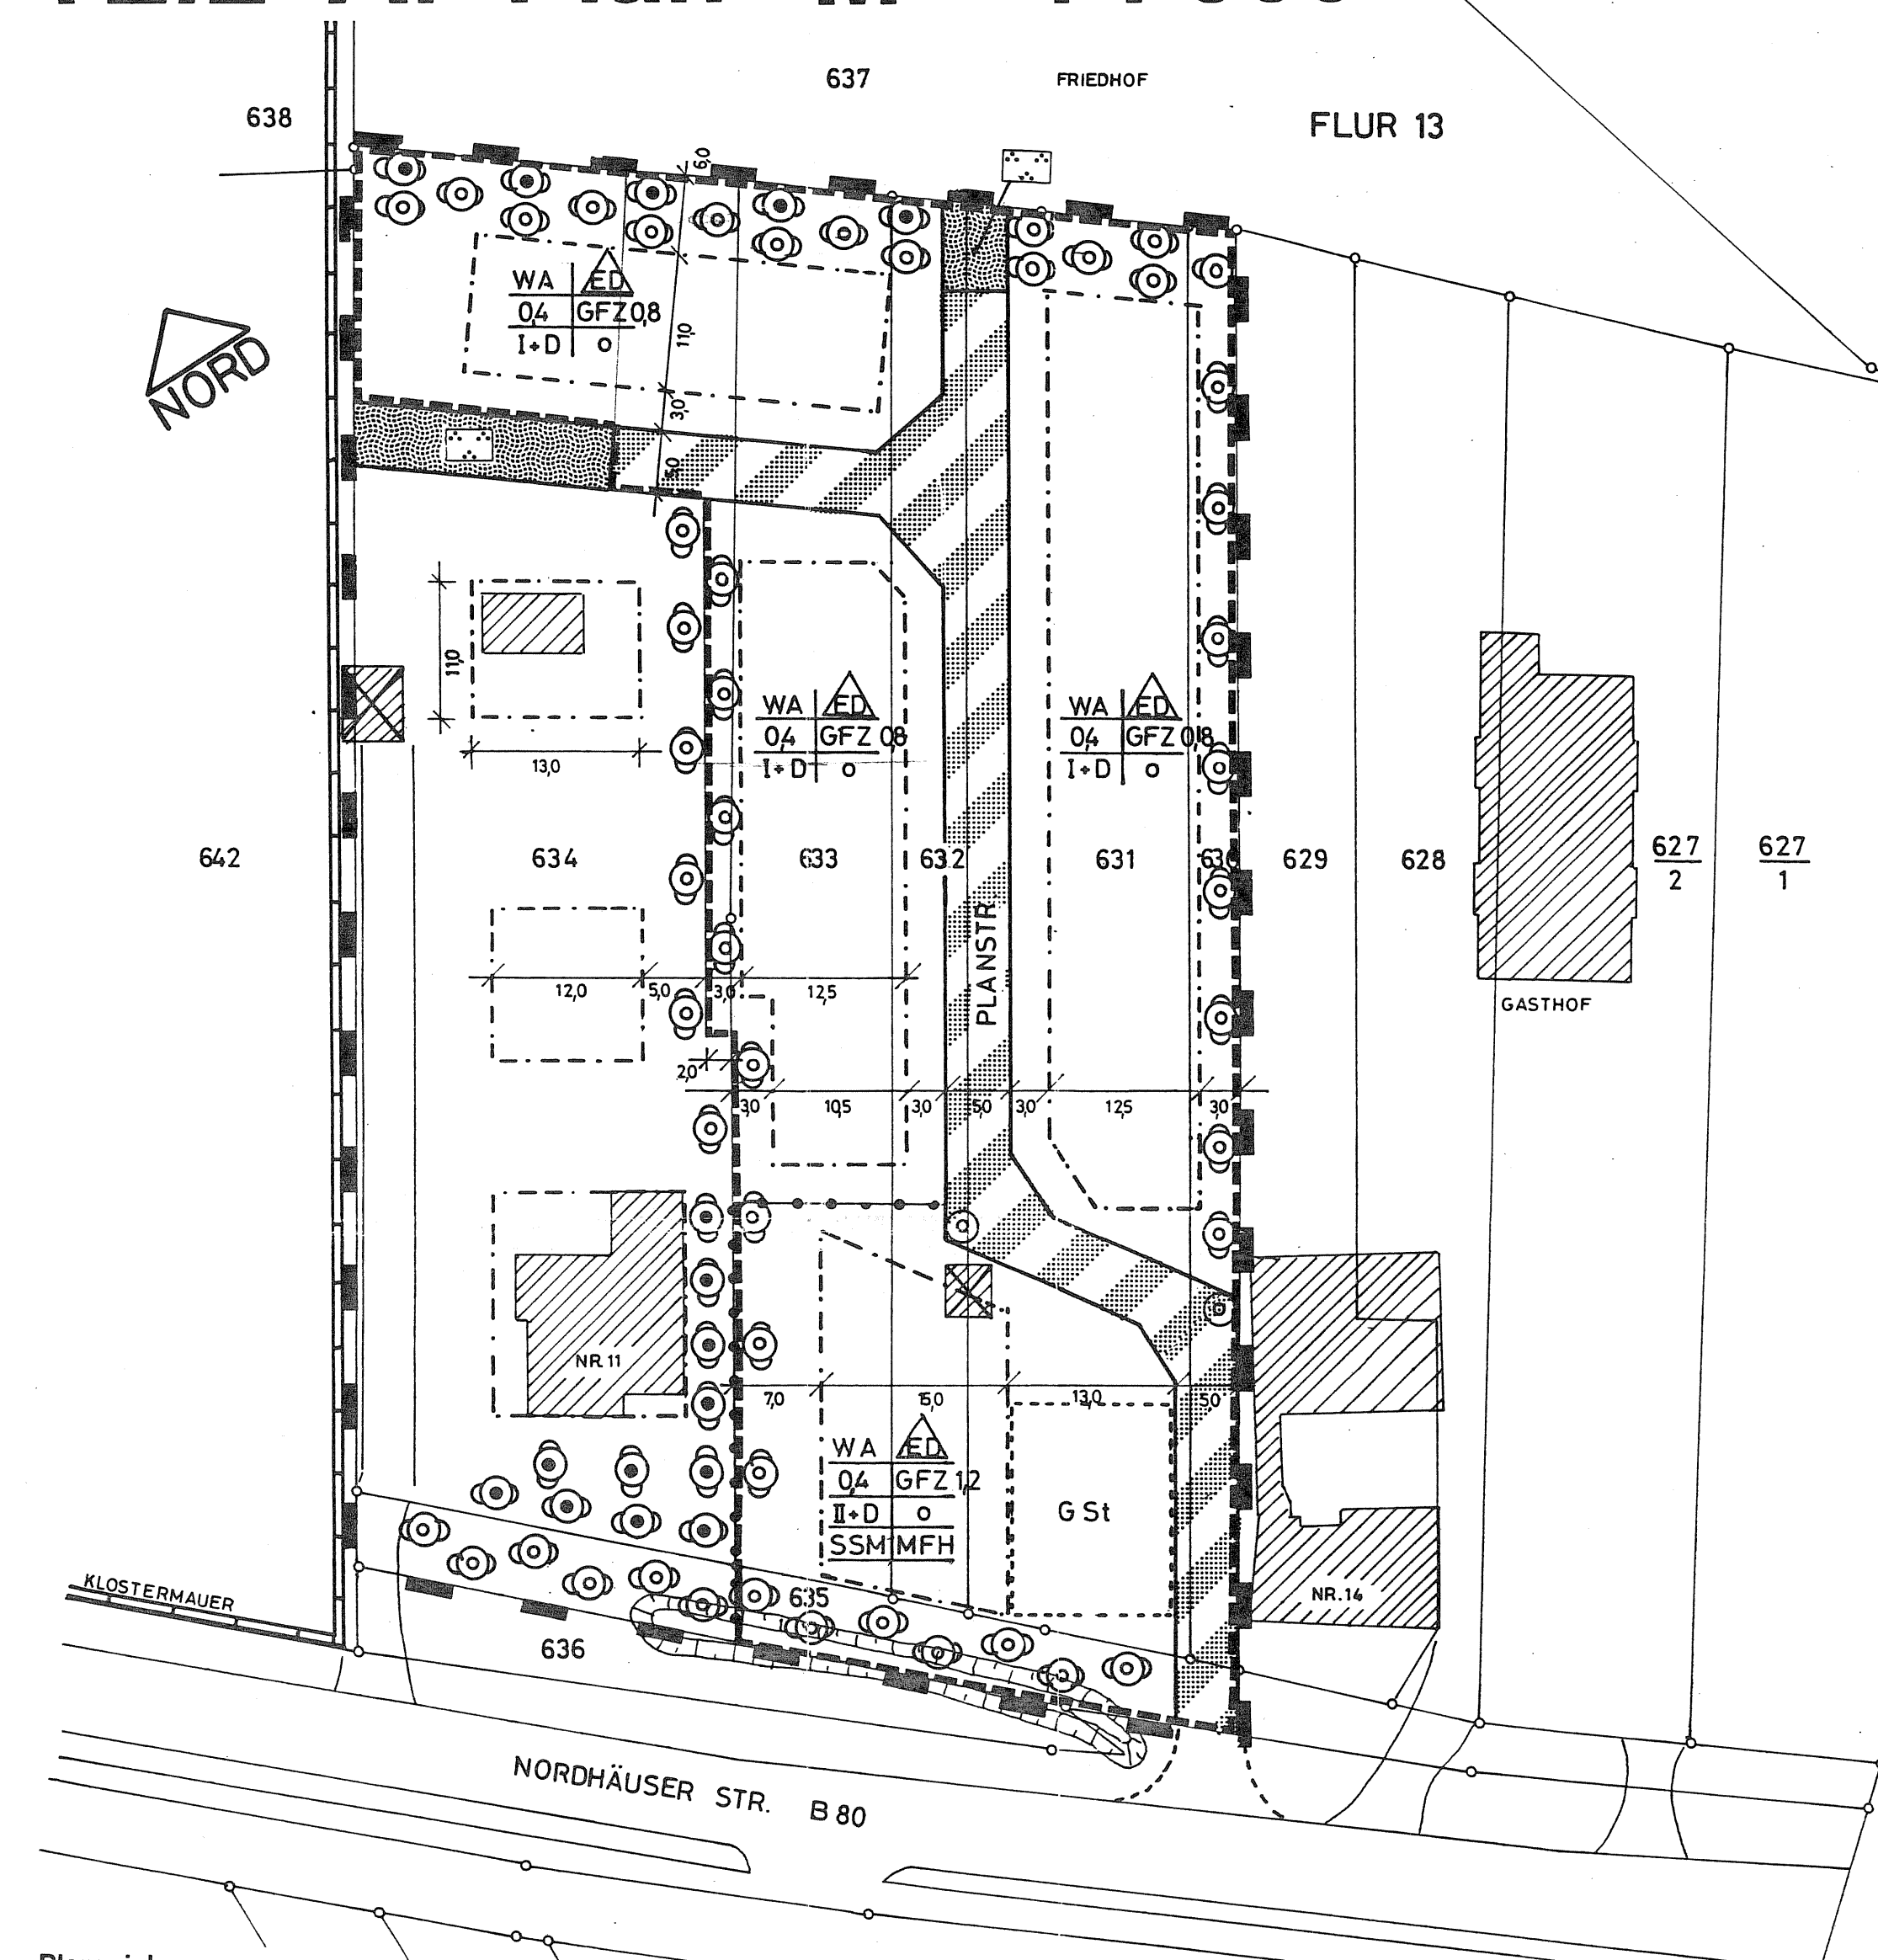 637
FRIEDHOF
638
FLUR 13
6,0
WA ED
0,4 GFZ 0,8
I+D o
11,0
NORD
3,0
5,0
11,0
13,0
WA ED
0,4 GFZ 0,8
I+D o
WA ED
0,4 GFZ 0,8
I+D o
642
634
633
632
631
630
629
628
627
2
627
1
PLANSTR.
12,0
5,0
3,0
12,5
GASTHOF
2,0
3,0
10,5
3,0
5,0
3,0
12,5
3,0
NR. 11
7,0
15,0
13,0
5,0
WA ED
0,4 GFZ 1,2
II+D o
SSM MFH
G St
KLOSTERMAUER
635
NR. 14
636
NORDHÄUSER STR. B 80